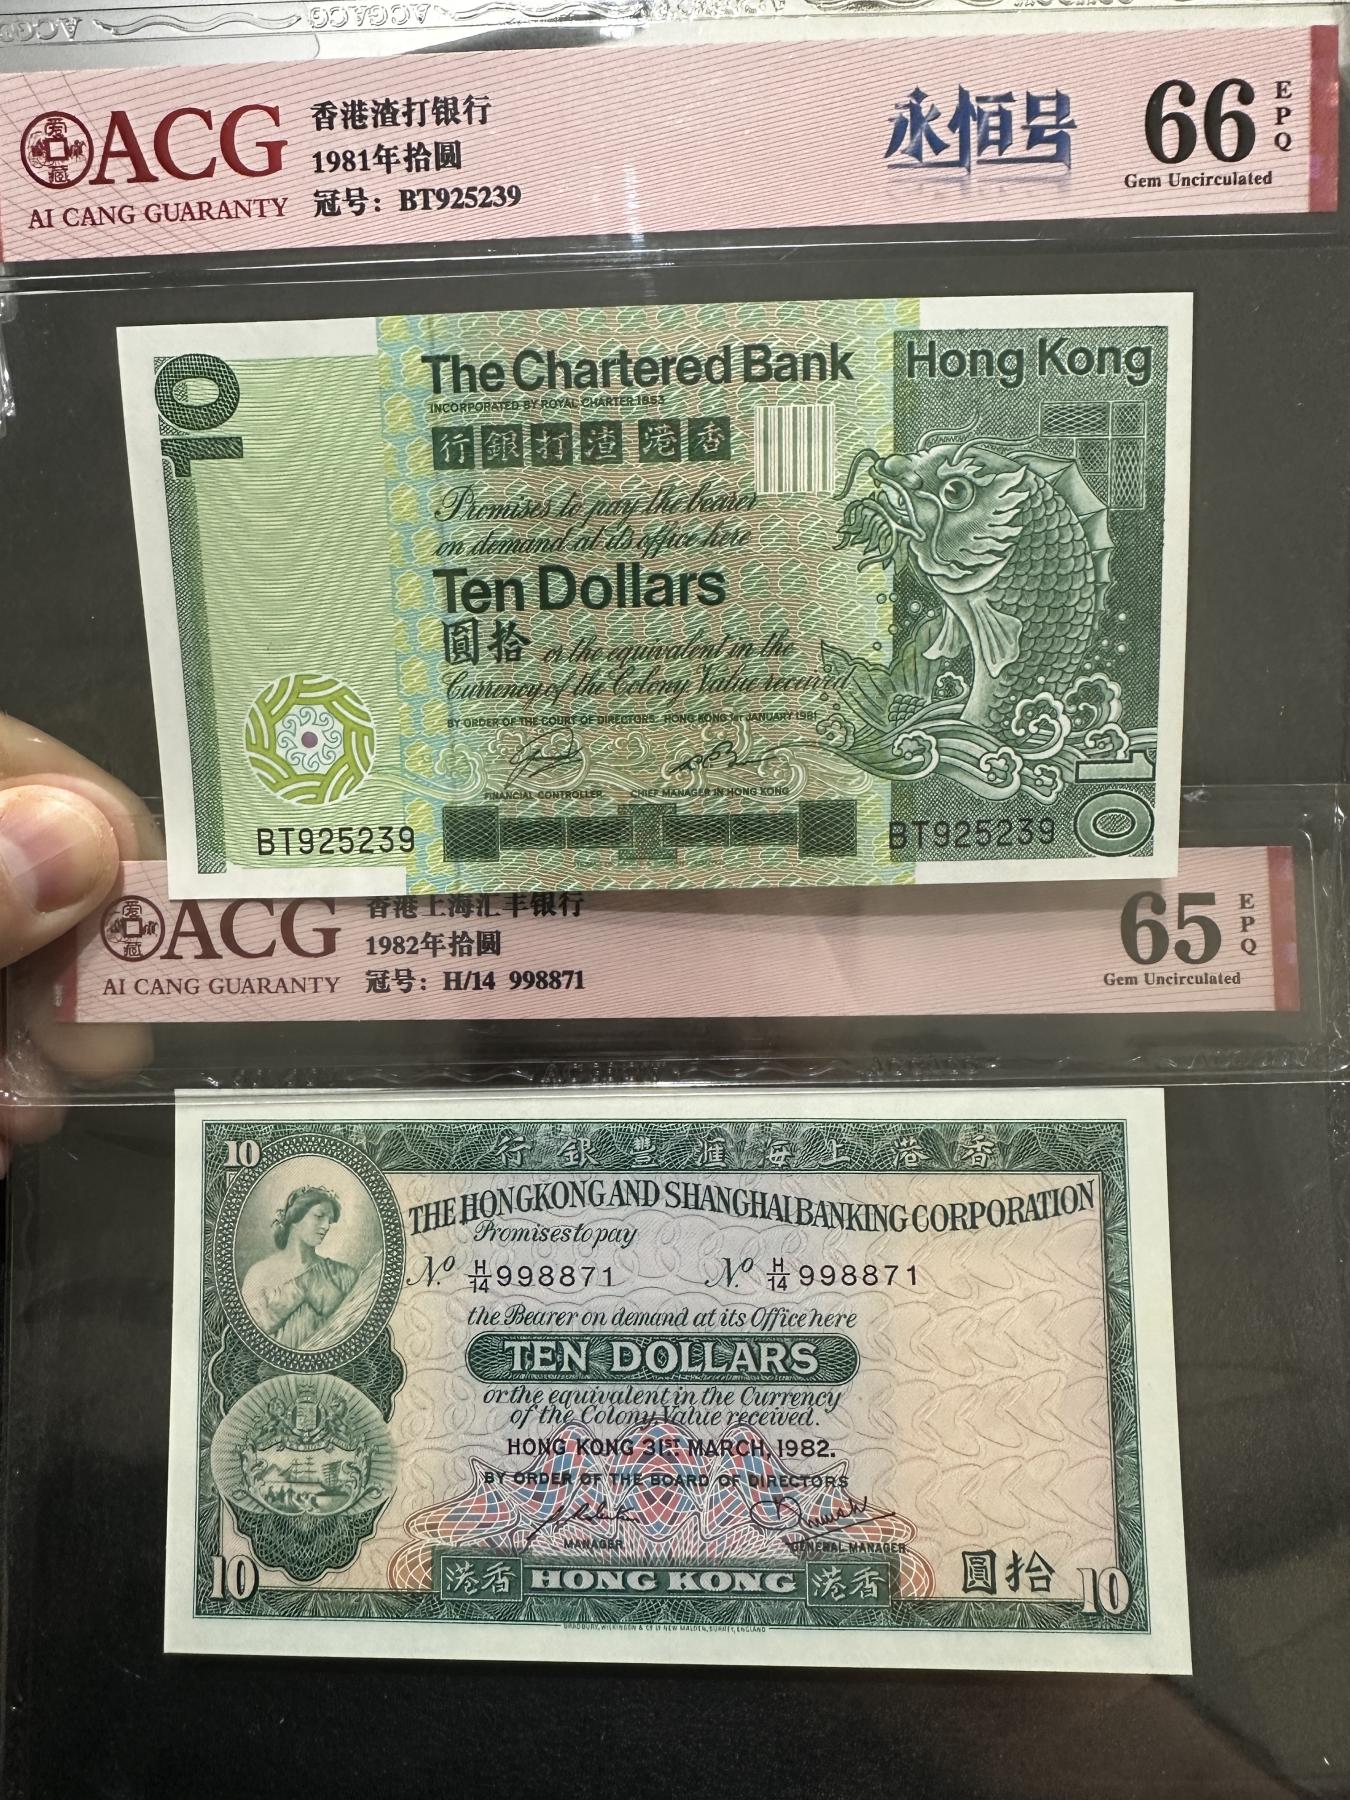 ACG
AI CANG GUARANTY
香港渣打银行
1981年拾圆
冠号：BT925239
永恒号
66
EPQ
Gem Uncirculated
10
The Chartered Bank
Hong Kong
INCORPORATED BY ROYAL CHARTER 1853
行銀打渣 港香
Promises to pay the bearer
on demand at its office here
Ten Dollars
圓拾 or the equivalent in the
Currency of the Colony Value received
BY ORDER OF THE COURT OF DIRECTORS. HONG KONG 1ST JANUARY 1981
FINANCIAL CONTROLLER
CHIEF MANAGER IN HONG KONG
BT925239
BT925239
10
ACG
AI CANG GUARANTY
香港上海汇丰银行
1982年拾圆
冠号：H/14 998871
65
EPQ
Gem Uncirculated
10
行銀豐滙海上港香
THE HONGKONG AND SHANGHAI BANKING CORPORATION
Promises to pay
No. H/14 998871 No. H/14 998871
the Bearer on demand at its Office here
TEN DOLLARS
or the equivalent in the Currency
of the Colony, Value received.
HONG KONG 31ST MARCH, 1982.
BY ORDER OF THE BOARD OF DIRECTORS
MANAGER
GENERAL MANAGER
10
港香 HONG KONG 港香
圓拾
10
BRADBURY, WILKINSON & Co Ld NEW MALDEN, SURREY, ENGLAND